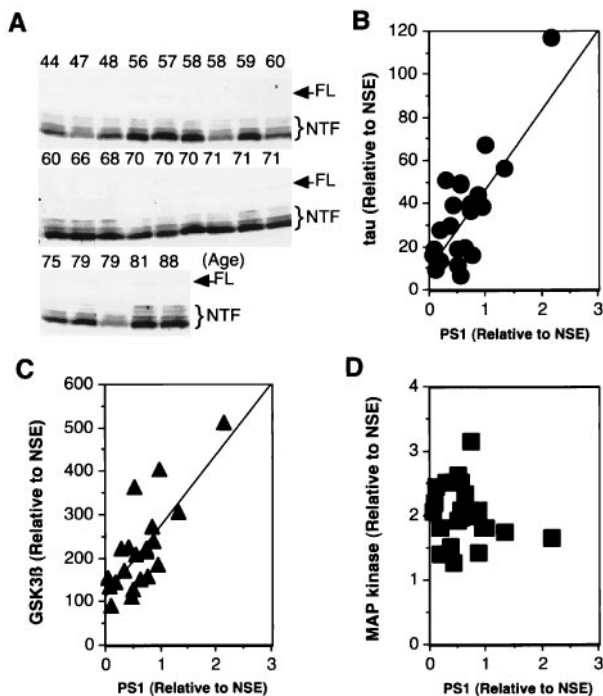 A
44 47 48 56 57 58 58 59 60
FL
NTF
60 66 68 70 70 70 71 71 71
FL
NTF
75 79 79 81 88 (Age)
FL
NTF
B
120
100
80
60
40
20
0
0 1 2 3
tau (Relative to NSE)
PS1 (Relative to NSE)
C
600
500
400
300
200
100
0
0 1 2 3
GSK3ß (Relative to NSE)
PS1 (Relative to NSE)
D
4
3
2
1
0
0 1 2 3
MAP kinase (Relative to NSE)
PS1 (Relative to NSE)